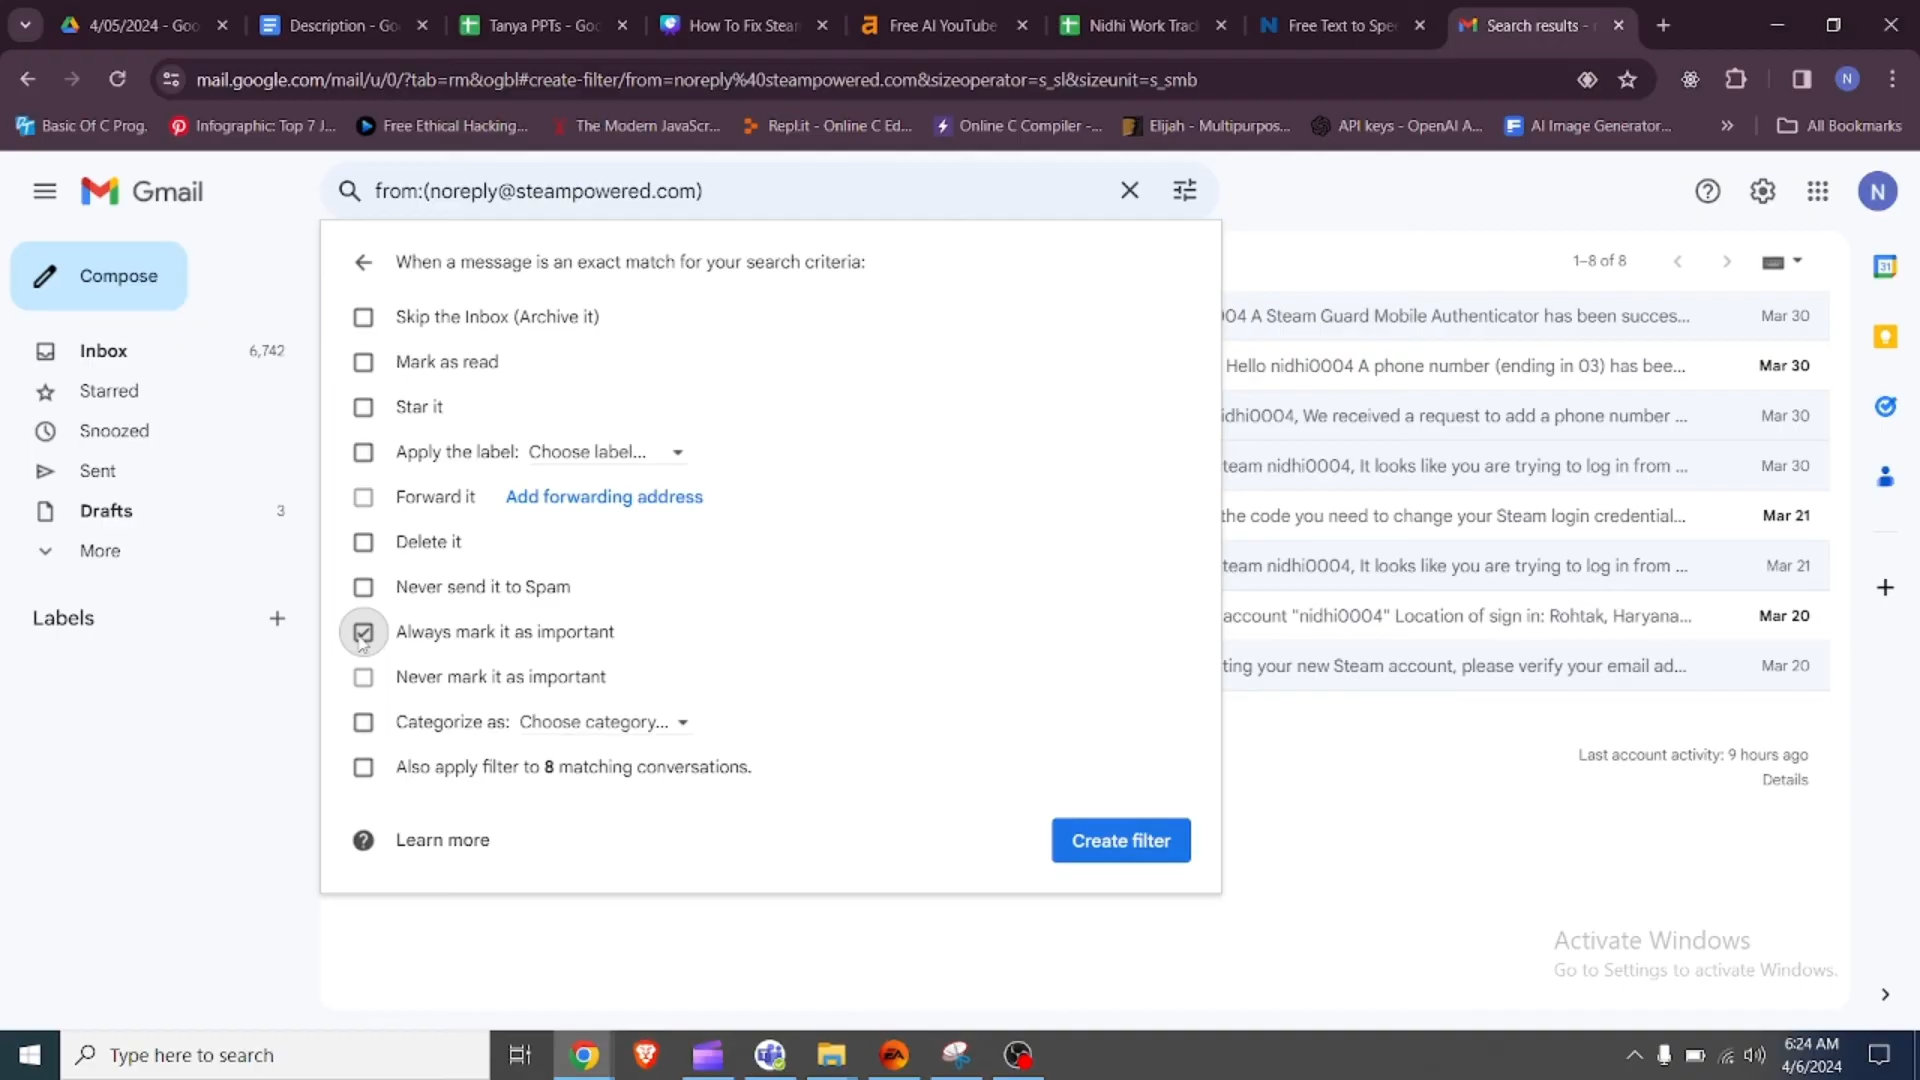 4/05/2024 - Goo
Description - Go
Tanya PPTs - Goo
How To Fix Steam
Free AI YouTube
Nidhi Work Trac
Free Text to Spe
Search results -
mail.google.com/mail/u/0/?tab=rm&ogbl#create-filter/from=noreply%40steampowered.com&sizeoperator=s_sl&sizeunit=s_smb
N
Basic Of C Prog.
Infographic: Top 7 J...
Free Ethical Hacking...
The Modern JavaScr...
Repl.it - Online C Ed...
Online C Compiler -...
Elijah - Multipurpos...
API keys - OpenAI A...
AI Image Generator...
All Bookmarks
Gmail
from:(noreply@steampowered.com)
N
Compose
Inbox 6,742
Starred
Snoozed
Sent
Drafts 3
More
Labels
When a message is an exact match for your search criteria:
Skip the Inbox (Archive it)
Mark as read
Star it
Apply the label: Choose label...
Forward it Add forwarding address
Delete it
Never send it to Spam
Always mark it as important
Never mark it as important
Categorize as: Choose category...
Also apply filter to 8 matching conversations.
Learn more
Create filter
1–8 of 8
04 A Steam Guard Mobile Authenticator has been succes... Mar 30
Hello nidhi0004 A phone number (ending in 03) has bee... Mar 30
idhi0004, We received a request to add a phone number ... Mar 30
team nidhi0004, It looks like you are trying to log in from ... Mar 30
the code you need to change your Steam login credential... Mar 21
team nidhi0004, It looks like you are trying to log in from ... Mar 21
account "nidhi0004" Location of sign in: Rohtak, Haryana... Mar 20
ting your new Steam account, please verify your email ad... Mar 20
Last account activity: 9 hours ago
Details
31
Activate Windows
Go to Settings to activate Windows.
Type here to search
EA
6:24 AM
4/6/2024